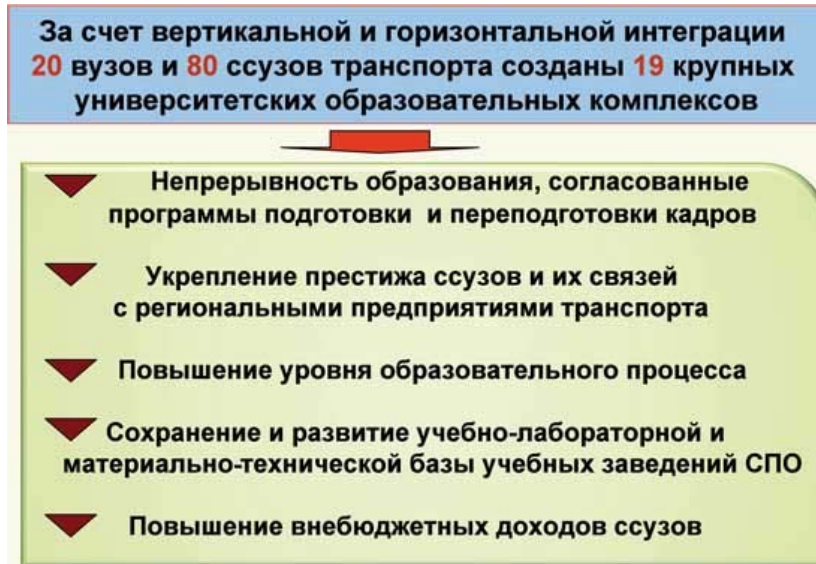 За счет вертикальной и горизонтальной интеграции
20 вузов и 80 ссузов транспорта созданы 19 крупных
университетских образовательных комплексов
Непрерывность образования, согласованные
программы подготовки и переподготовки кадров
Укрепление престижа ссузов и их связей
с региональными предприятиями транспорта
Повышение уровня образовательного процесса
Сохранение и развитие учебно-лабораторной и
материально-технической базы учебных заведений СПО
Повышение внебюджетных доходов ссузов